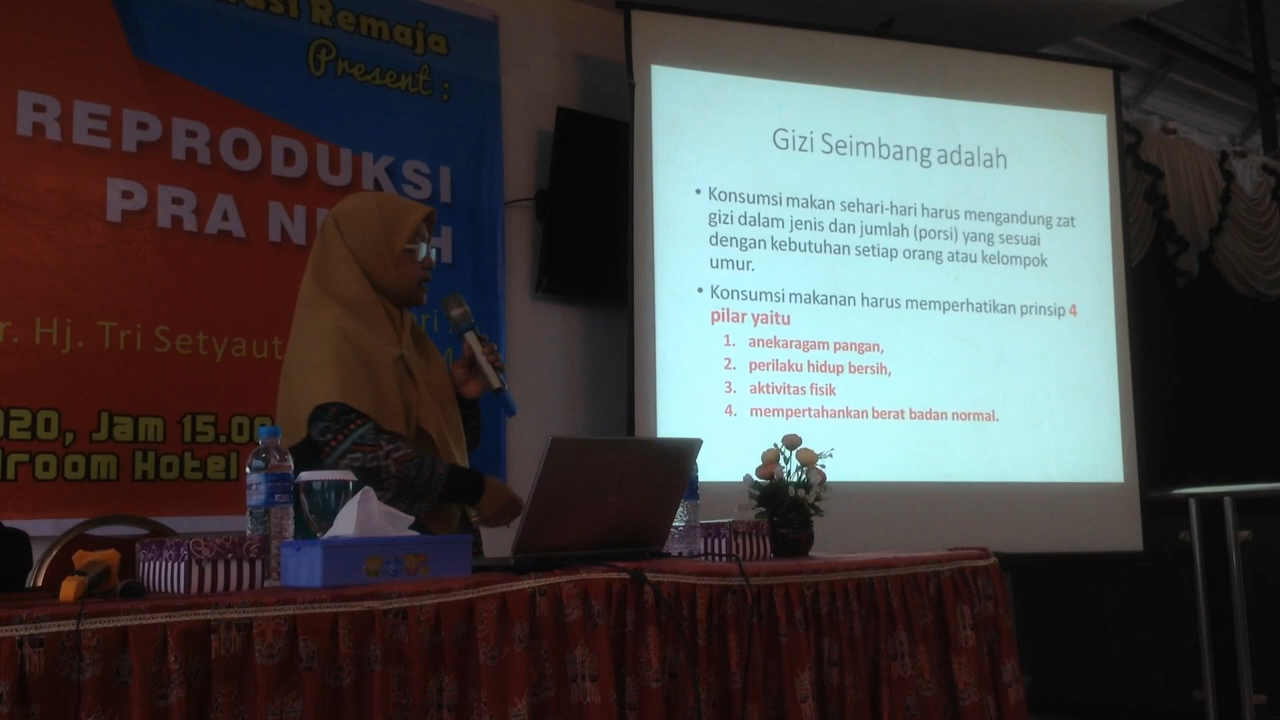 Remaja
Present :
REPRODUKSI
PRA
r. Hj. Tri
2020, Jam 15.00
Hotel
Gizi Seimbang adalah
• Konsumsi makan sehari-hari harus mengandung zat
gizi dalam jenis dan jumlah (porsi) yang sesuai
dengan kebutuhan setiap orang atau kelompok
umur.
• Konsumsi makanan harus memperhatikan prinsip 4
pilar yaitu
1. anekaragam pangan,
2. perilaku hidup bersih,
3. aktivitas fisik
4. mempertahankan berat badan normal.